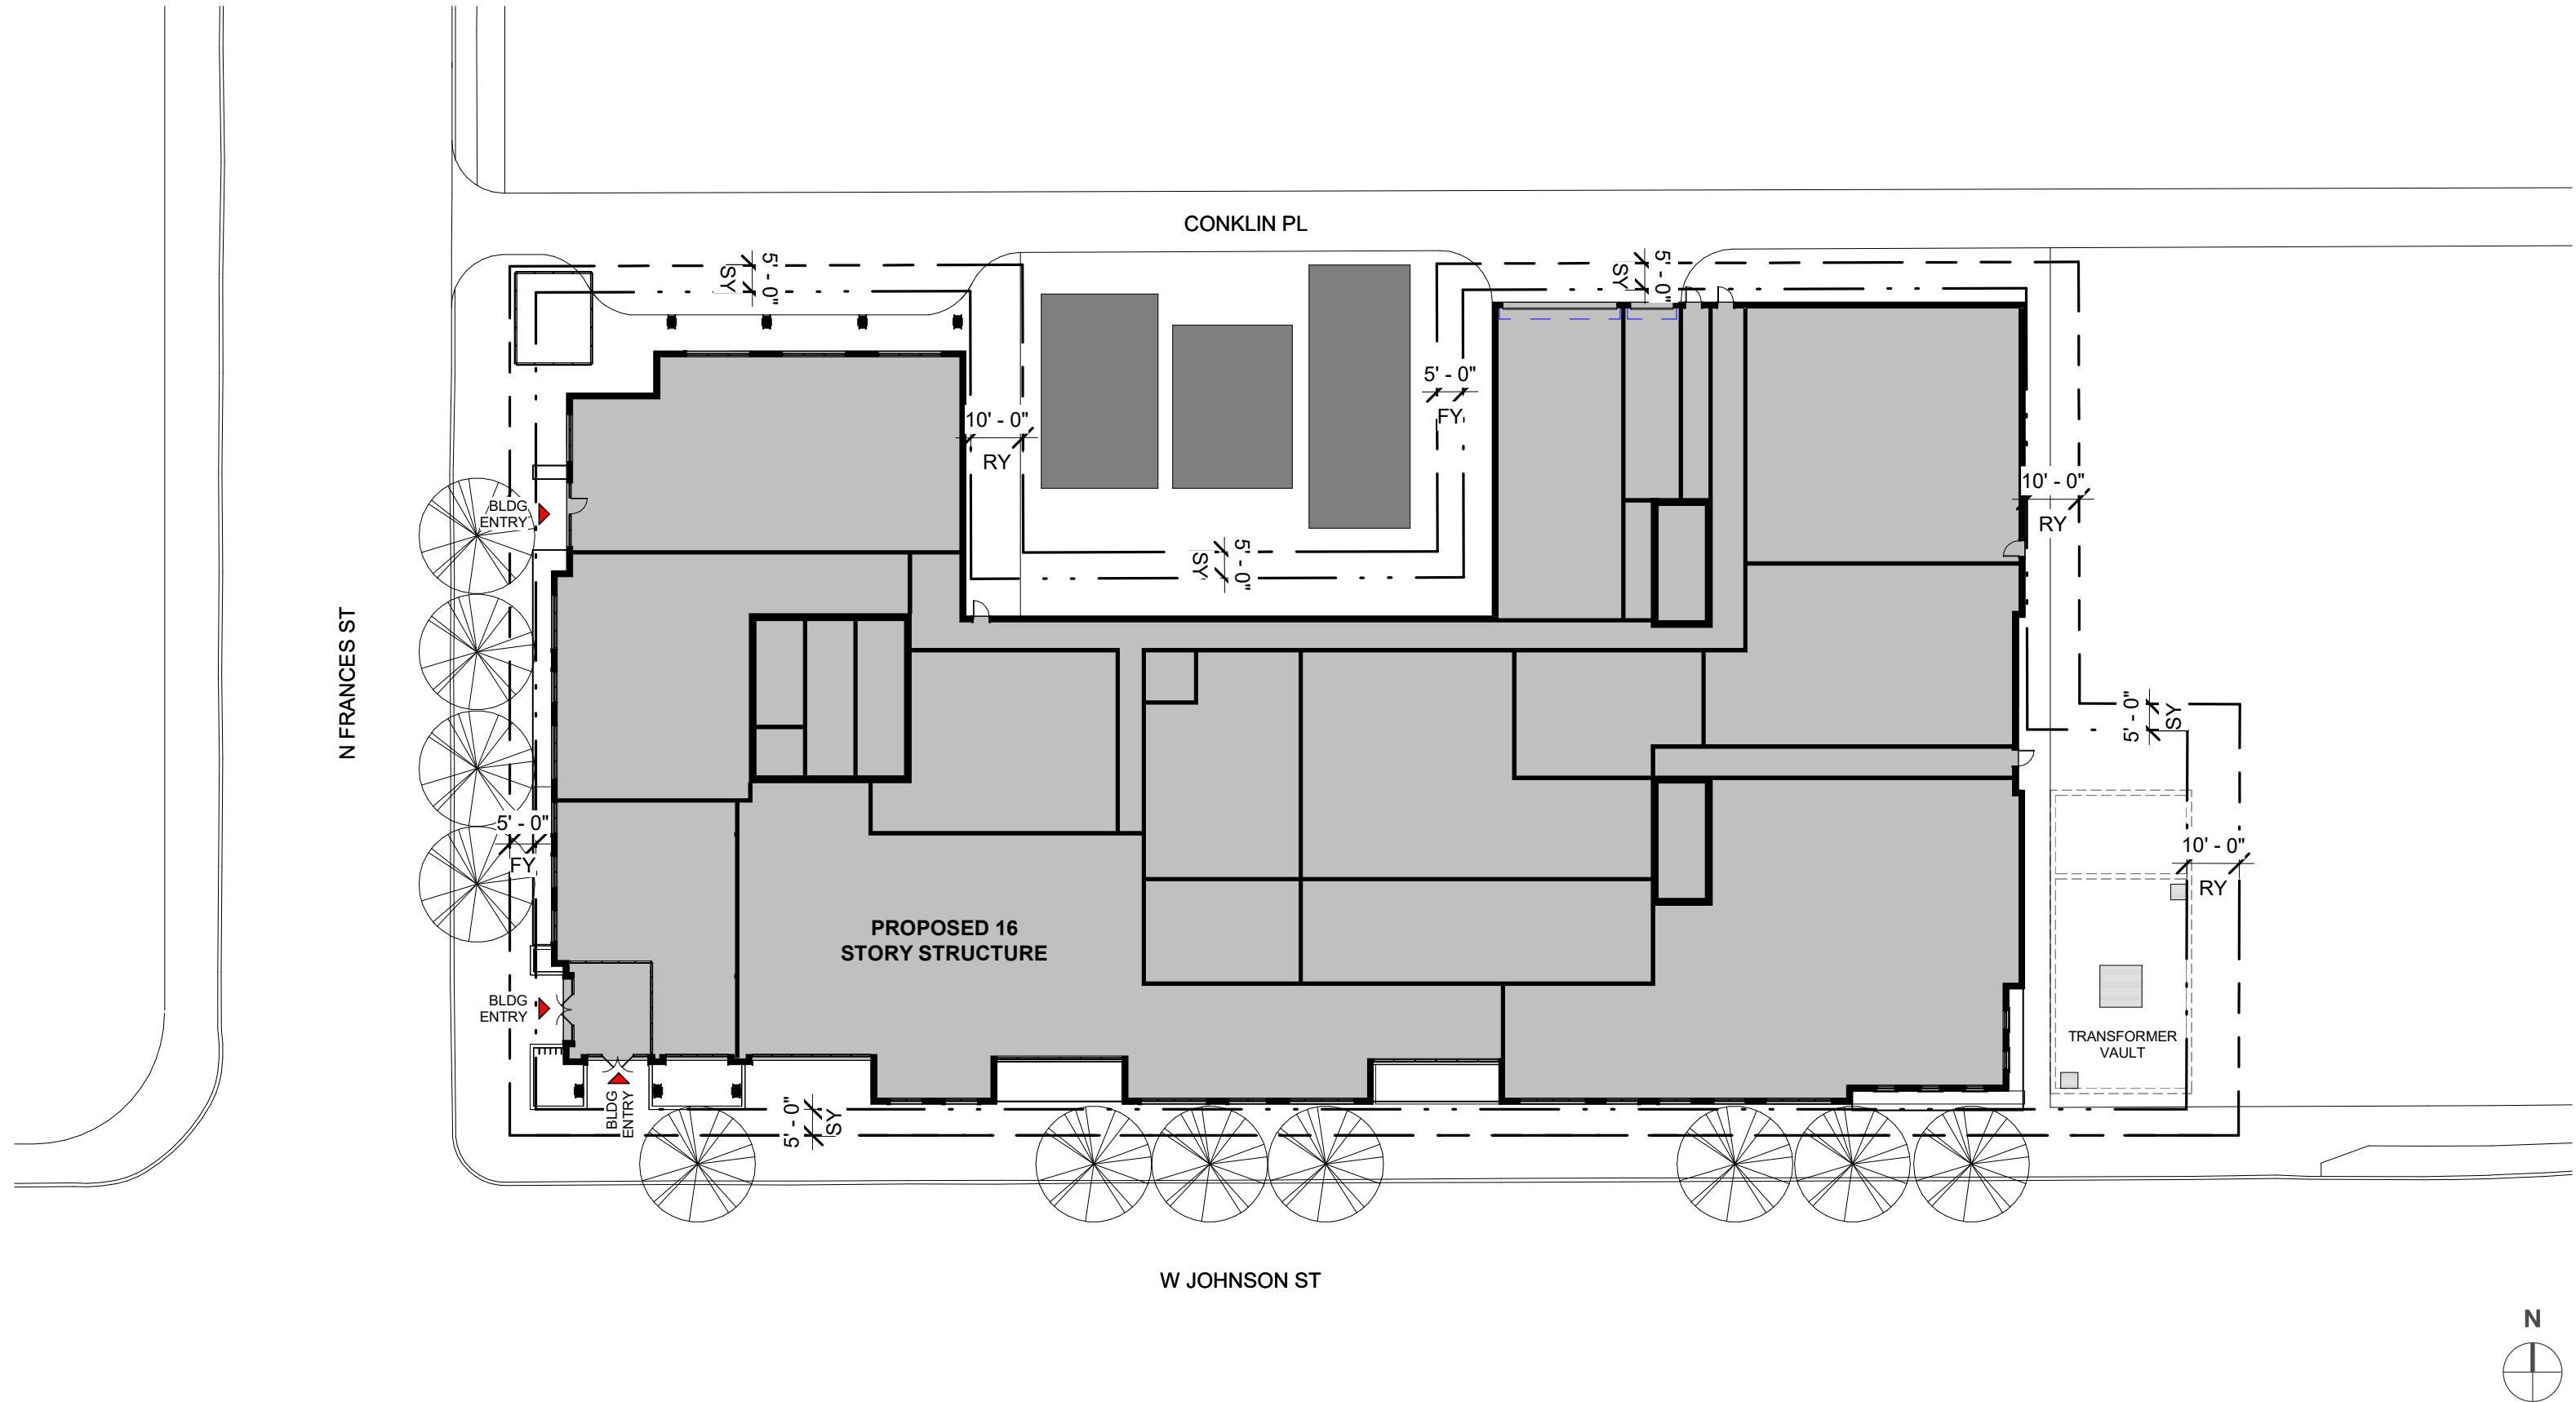 CONKLIN PL
5' - 0"
SY
5' - 0"
SY
5' - 0"
FY
10' - 0"
RY
10' - 0"
RY
BLDG
ENTRY
5' - 0"
SY
N FRANCES ST
5' - 0"
SY
5' - 0"
FY
10' - 0"
RY
PROPOSED 16
STORY STRUCTURE
BLDG
ENTRY
TRANSFORMER
VAULT
BLDG
ENTRY
5' - 0"
SY
W JOHNSON ST
N